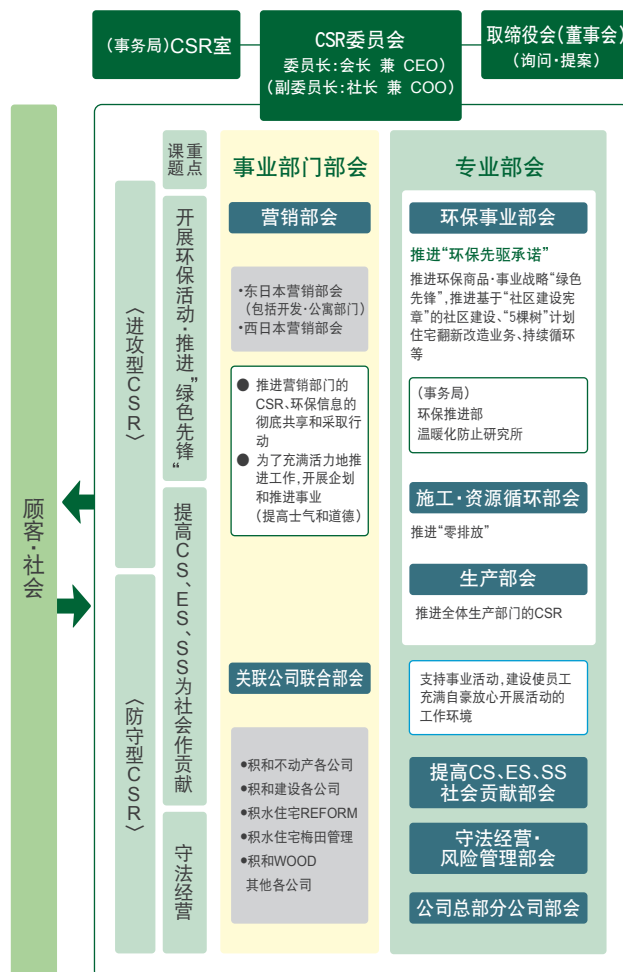 (事务局)CSR室
CSR委员会
委员长:会长 兼 CEO)
(副委员长:社长 兼 COO)
取缔役会(董事会)
(询问·提案)
顾客·社会
〈进攻型CSR〉
〈防守型CSR〉
重点
课题
开展环保活动·推进“绿色先锋“
提高CS、ES、SS为社会作贡献
守法经营
事业部门部会
营销部会
·东日本营销部会
(包括开发·公寓部门)
·西日本营销部会
● 推进营销部门的
CSR、环保信息的
彻底共享和采取行
动
● 为了充满活力地推
进工作,开展企划
和推进事业
(提高士气和道德)
关联公司联合部会
●积和不动产各公司
●积和建设各公司
●积水住宅REFORM
●积水住宅梅田管理
●积和WOOD
其他各公司
专业部会
环保事业部会
推进“环保先驱承诺”
推进环保商品·事业战略“绿色
先锋”,推进基于“社区建设宪
章”的社区建设、“5棵树”计划
住宅翻新改造业务、持续循环
等
(事务局)
环保推进部
温暖化防止研究所
施工·资源循环部会
推进“零排放”
生产部会
推进全体生产部门的CSR
支持事业活动,建设使员工
充满自豪放心开展活动的
工作环境
提高CS、ES、SS
社会贡献部会
守法经营·
风险管理部会
公司总部分公司部会